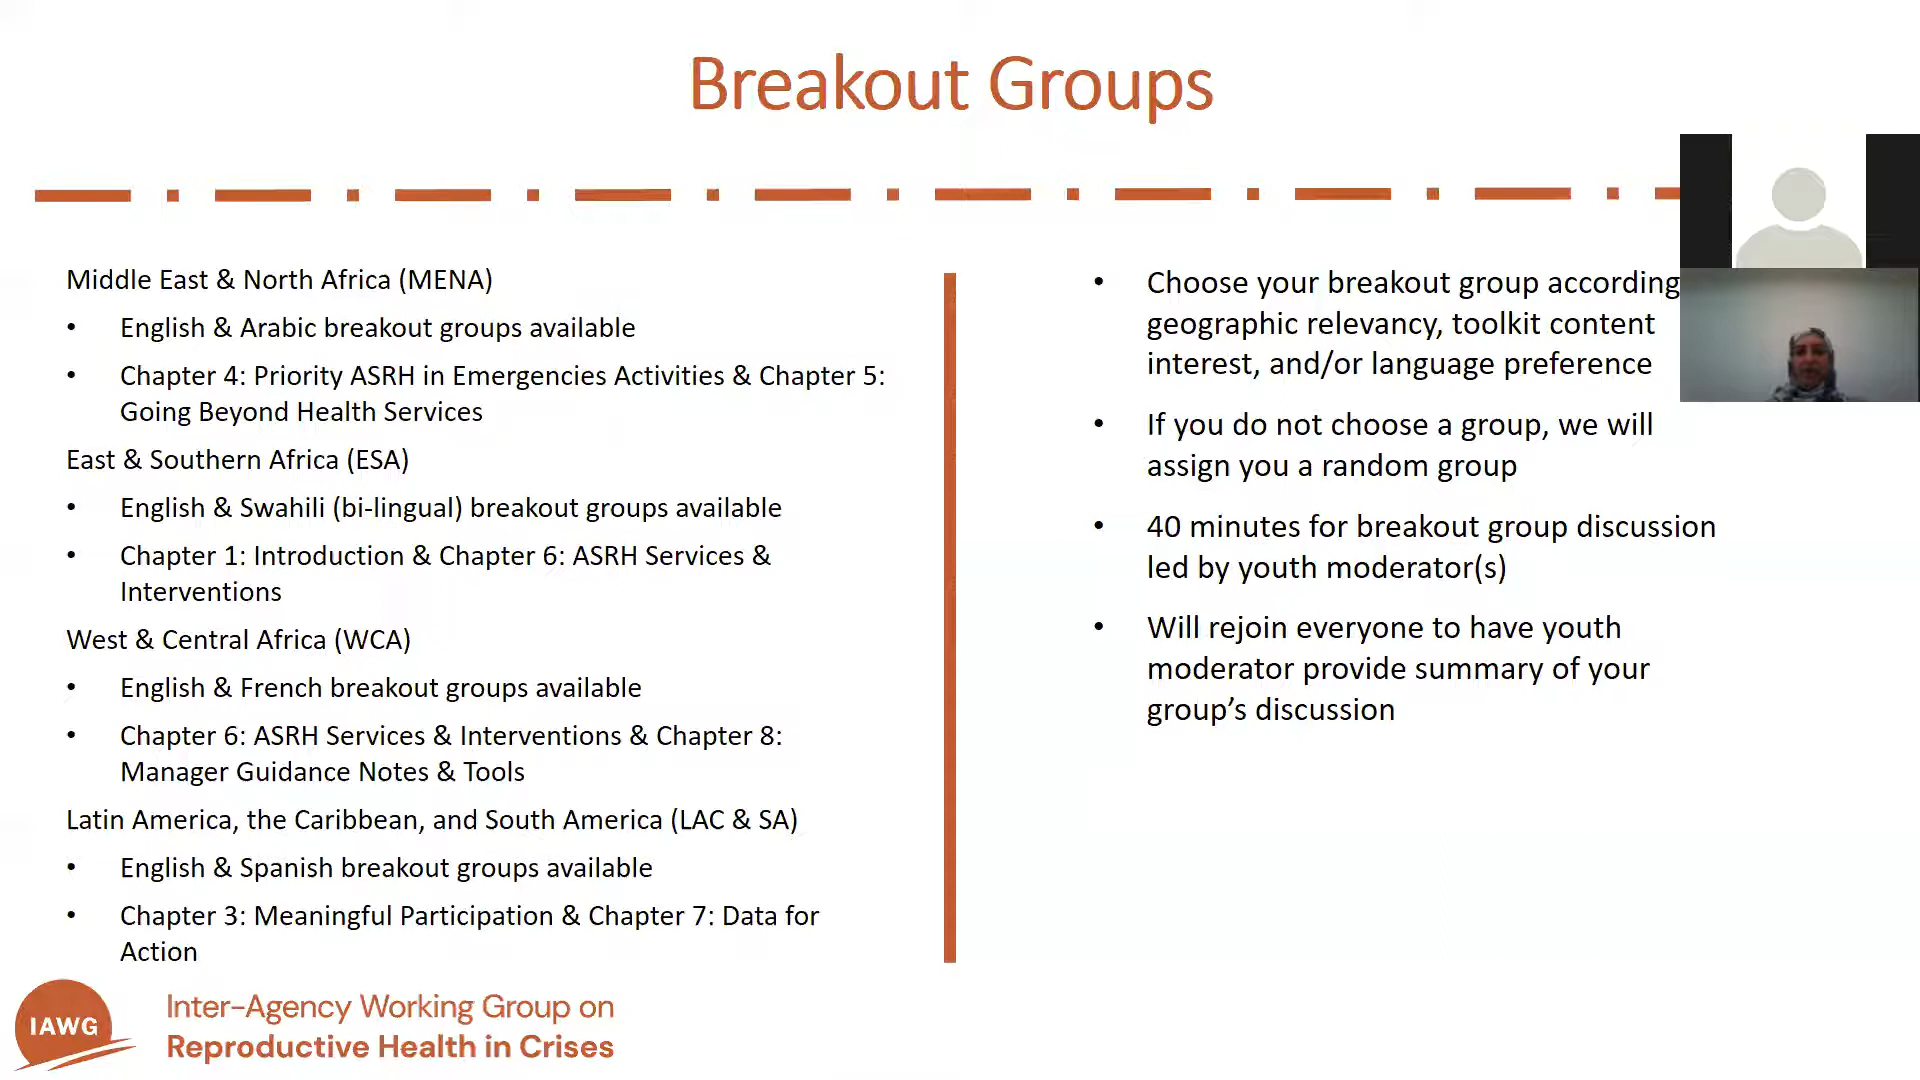 Breakout Groups
Middle East & North Africa (MENA)
• English & Arabic breakout groups available
• Chapter 4: Priority ASRH in Emergencies Activities & Chapter 5:
Going Beyond Health Services
East & Southern Africa (ESA)
• English & Swahili (bi-lingual) breakout groups available
• Chapter 1: Introduction & Chapter 6: ASRH Services &
Interventions
West & Central Africa (WCA)
• English & French breakout groups available
• Chapter 6: ASRH Services & Interventions & Chapter 8:
Manager Guidance Notes & Tools
Latin America, the Caribbean, and South America (LAC & SA)
• English & Spanish breakout groups available
• Chapter 3: Meaningful Participation & Chapter 7: Data for
Action
• Choose your breakout group according
geographic relevancy, toolkit content
interest, and/or language preference
• If you do not choose a group, we will
assign you a random group
• 40 minutes for breakout group discussion
led by youth moderator(s)
• Will rejoin everyone to have youth
moderator provide summary of your
group’s discussion
IAWG
Inter-Agency Working Group on
Reproductive Health in Crises